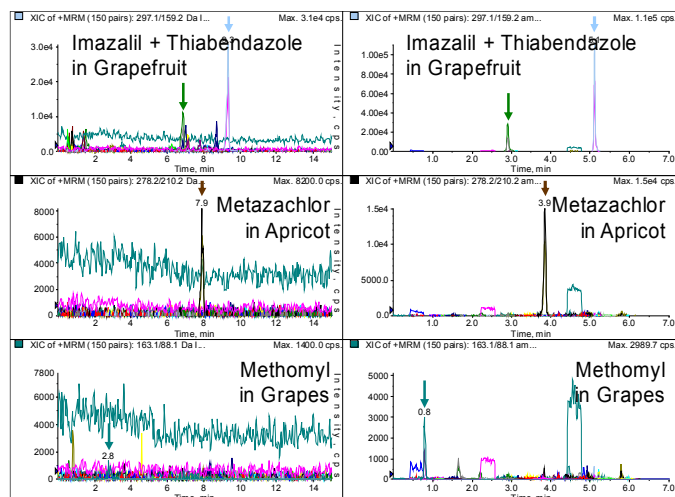 XIC of +MRM (150 pairs): 297.1/159.2 Da I... Max. 3.1e4 cps.
Imazalil + Thiabendazole
in Grapefruit
3.0e4
2.0e4
1.0e4
0.0
2 4 6 8 10 12 14
Time, min
Intensity, cps
XIC of +MRM (150 pairs): 297.1/159.2 am... Max. 1.1e5 cps.
Imazalil + Thiabendazole
in Grapefruit
5.1
1.00e5
8.00e4
6.00e4
4.00e4
2.00e4
0.00
1.0 2.0 3.0 4.0 5.0 6.0 7.0
Time, min
XIC of +MRM (150 pairs): 278.2/210.2 Da I... Max. 8200.0 cps.
7.9
Metazachlor
in Apricot
8000
6000
4000
2000
0
2 4 6 8 10 12 14
Time, min
Intensity, cps
XIC of +MRM (150 pairs): 278.2/210.2 am... Max. 1.5e4 cps.
3.9
Metazachlor
in Apricot
1.5e4
1.0e4
5000.0
0.0
1.0 2.0 3.0 4.0 5.0 6.0 7.0
Time, min
XIC of +MRM (150 pairs): 163.1/88.1 Da I... Max. 1400.0 cps.
Methomyl
in Grapes
7800
6000
4000
2000
0
2.8
2 4 6 8 10 12 14
Time, min
Intensity, cps
XIC of +MRM (150 pairs): 163.1/88.1 am... Max. 2989.7 cps.
Methomyl
in Grapes
0.8
5000
4000
3000
2000
1000
0
1.0 2.0 3.0 4.0 5.0 6.0 7.0
Time, min